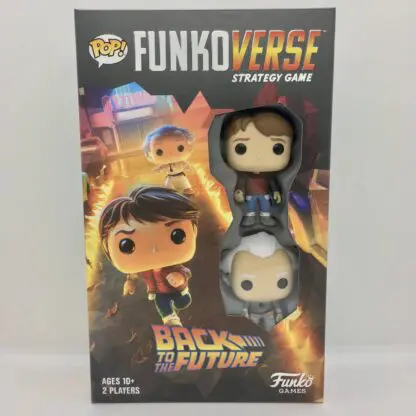 POP!
FUNKOVERSE
STRATEGY GAME
BACK
TO THE
FUTURE
AGES 10+
2 PLAYERS
Funko
GAMES